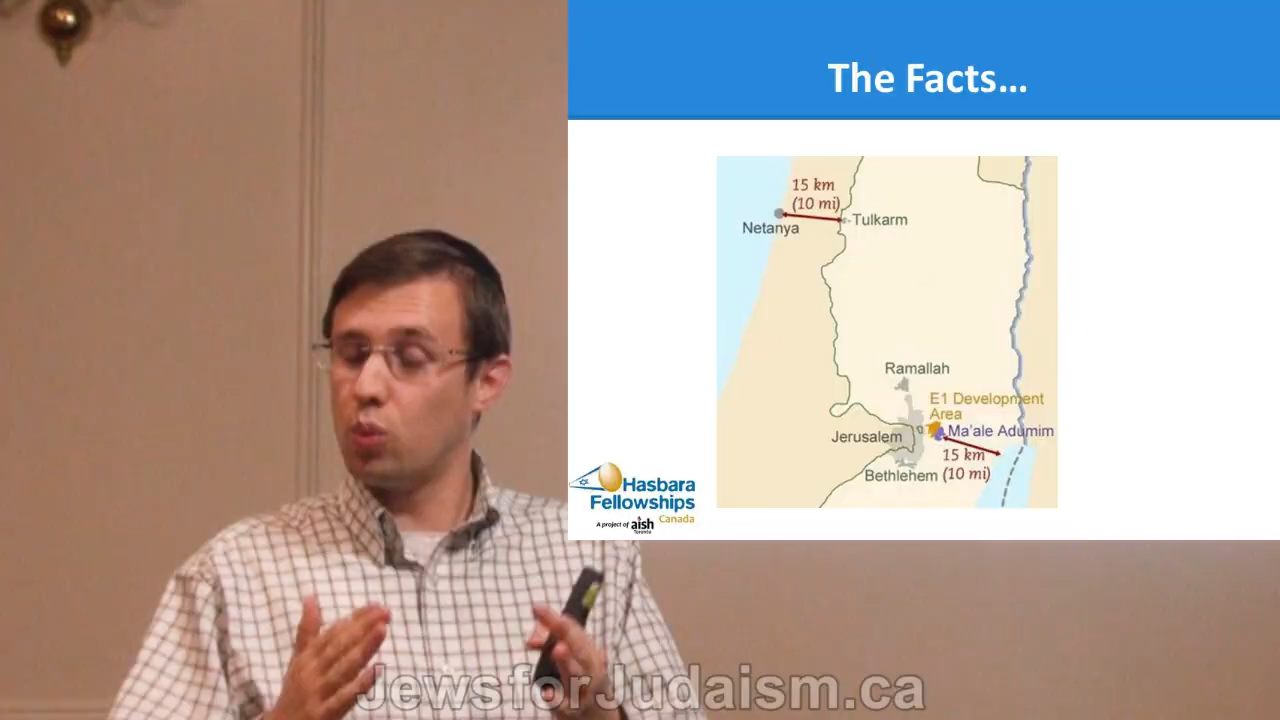 The Facts...
15 km
(10 mi)
Netanya
Tulkarm
Ramallah
E1 Development
Area
Jerusalem
Ma'ale Adumim
15 km
(10 mi)
Bethlehem
Hasbara
Fellowships
Canada
A project of aish
Toronto
JewsforJudaism.ca